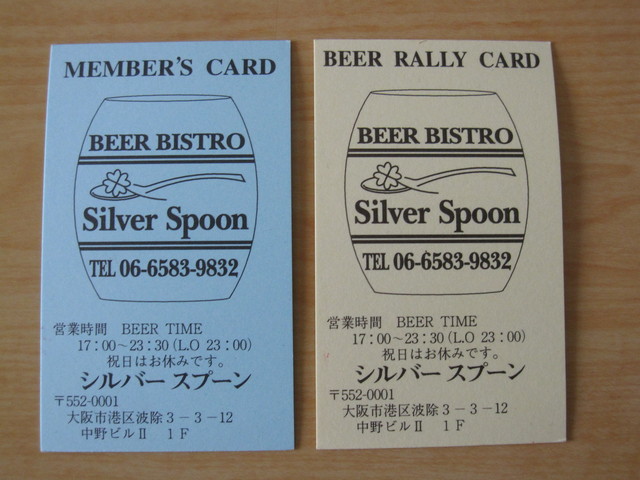 MEMBER'S CARD
BEER BISTRO
Silver Spoon
TEL 06-6583-9832
営業時間 BEER TIME
17:00～23:30(L.O 23:00)
祝日はお休みです。
シルバー スプーン
〒552-0001
大阪市港区波除3－3－12
中野ビルⅡ 1F
BEER RALLY CARD
BEER BISTRO
Silver Spoon
TEL 06-6583-9832
営業時間 BEER TIME
17:00～23:30(L.O 23:00)
祝日はお休みです。
シルバー スプーン
〒552-0001
大阪市港区波除3－3－12
中野ビルⅡ 1F